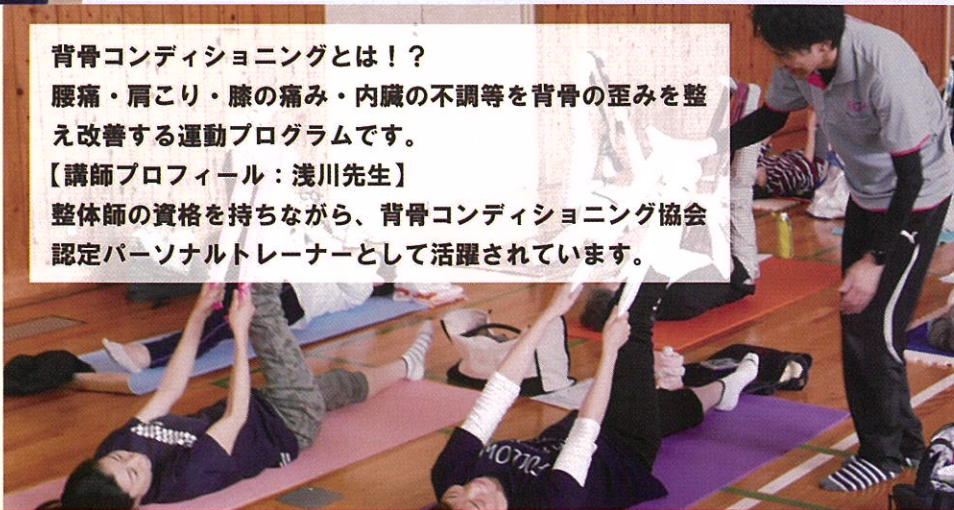 背骨コンディショニングとは！？
腰痛・肩こり・膝の痛み・内臓の不調等を背骨の歪みを整
え改善する運動プログラムです。
【講師プロフィール：浅川先生】
整体師の資格を持ちながら、背骨コンディショニング協会
認定パーソナルトレーナーとして活躍されています。
FOLLOW